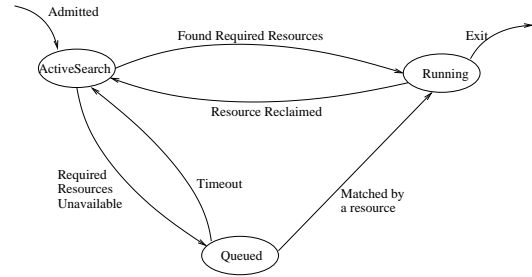 Admitted
Found Required Resources
Exit
ActiveSearch
Running
Resource Reclaimed
Required
Resources
Unavailable
Timeout
Matched by
a resource
Queued